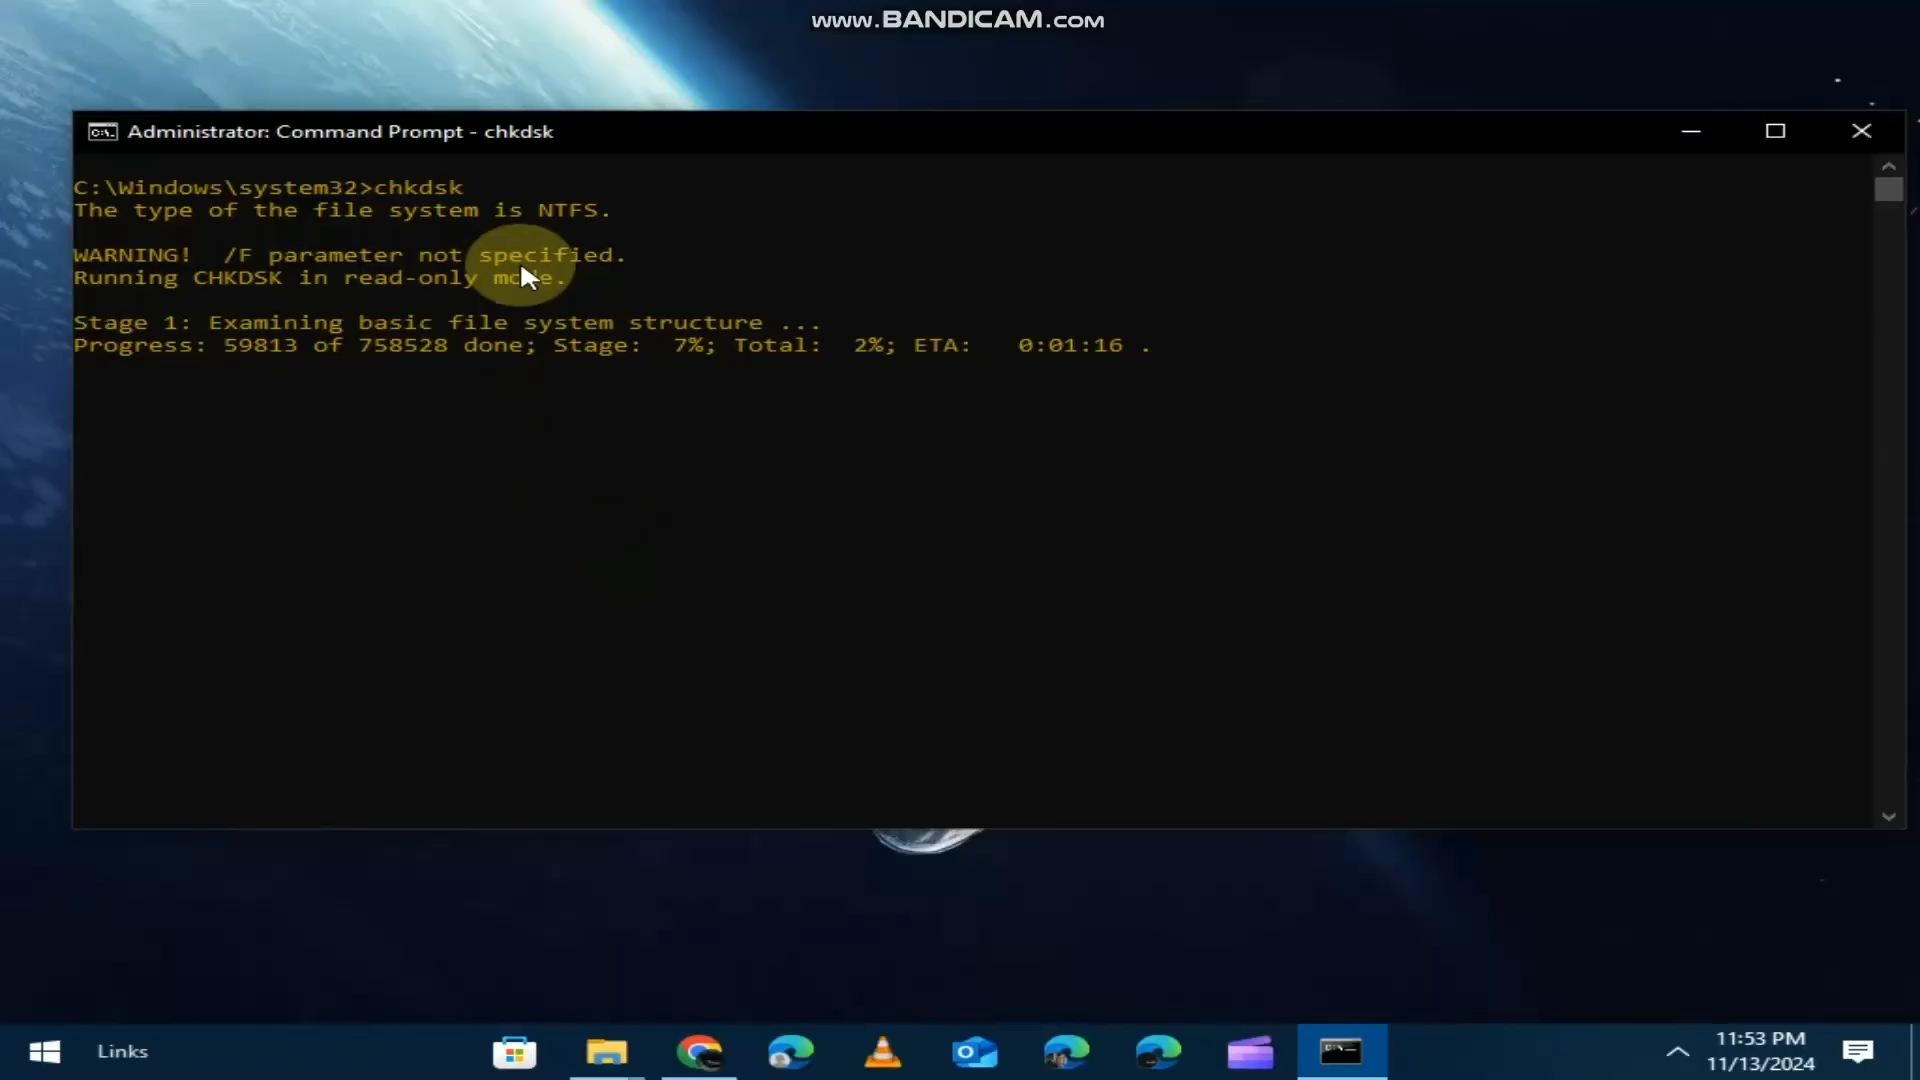 www.BANDICAM.com
Administrator: Command Prompt - chkdsk
C:\Windows\system32>chkdsk
The type of the file system is NTFS.
WARNING!  /F parameter not specified.
Running CHKDSK in read-only mode.
Stage 1: Examining basic file system structure ...
Progress: 59813 of 758528 done; Stage:  7%; Total:  2%; ETA:   0:01:16 .
Links
11:53 PM
11/13/2024